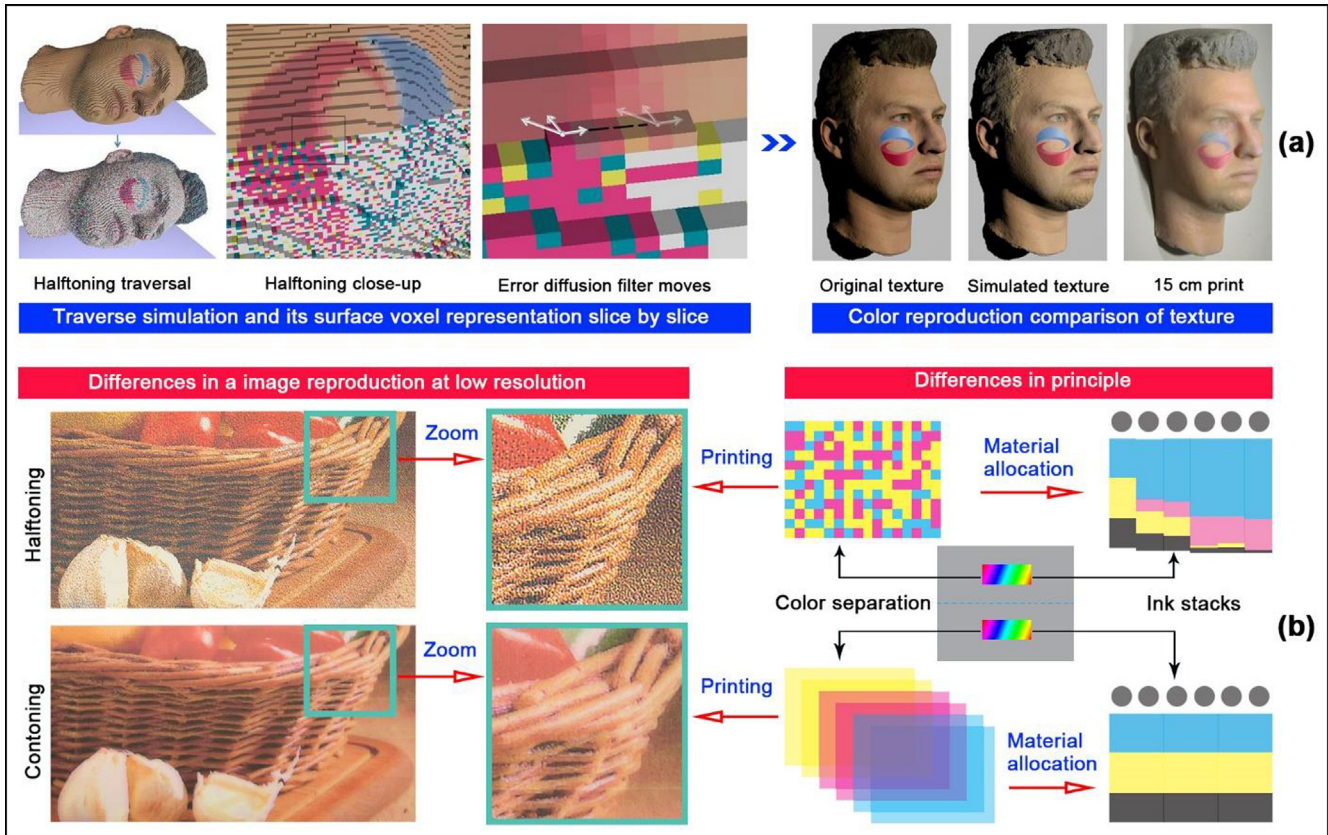 Halftoning traversal
Halftoning close-up
Error diffusion filter moves
Traverse simulation and its surface voxel representation slice by slice
Original texture
Simulated texture
15 cm print
Color reproduction comparison of texture
(a)
Differences in a image reproduction at low resolution
Differences in principle
Halftoning
Zoom
Printing
Material
allocation
Color separation
Ink stacks
(b)
Contoning
Zoom
Printing
Material
allocation